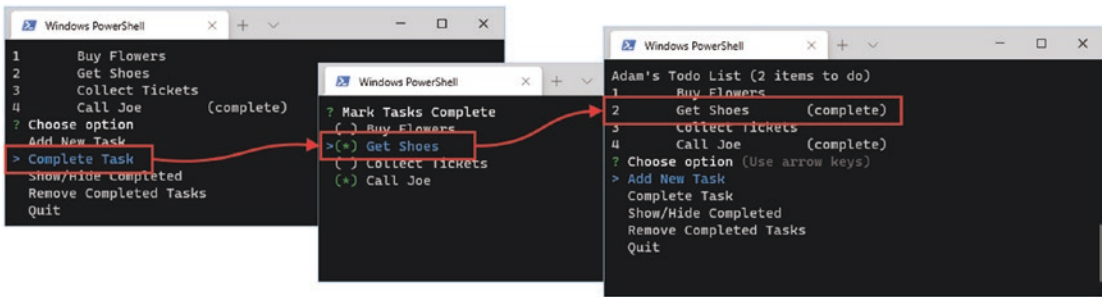 Windows PowerShell
1 Buy Flowers
2 Get Shoes
3 Collect Tickets
4 Call Joe (complete)
? Choose option
Add New Task
> Complete Task
Show/Hide Completed
Remove Completed Tasks
Quit
Windows PowerShell
? Mark Tasks Complete
( ) Buy Flowers
>(*) Get Shoes
( ) Collect Tickets
(*) Call Joe
Windows PowerShell
Adam's Todo List (2 items to do)
1 Buy Flowers
2 Get Shoes (complete)
3 Collect Tickets
4 Call Joe (complete)
? Choose option (Use arrow keys)
> Add New Task
Complete Task
Show/Hide Completed
Remove Completed Tasks
Quit